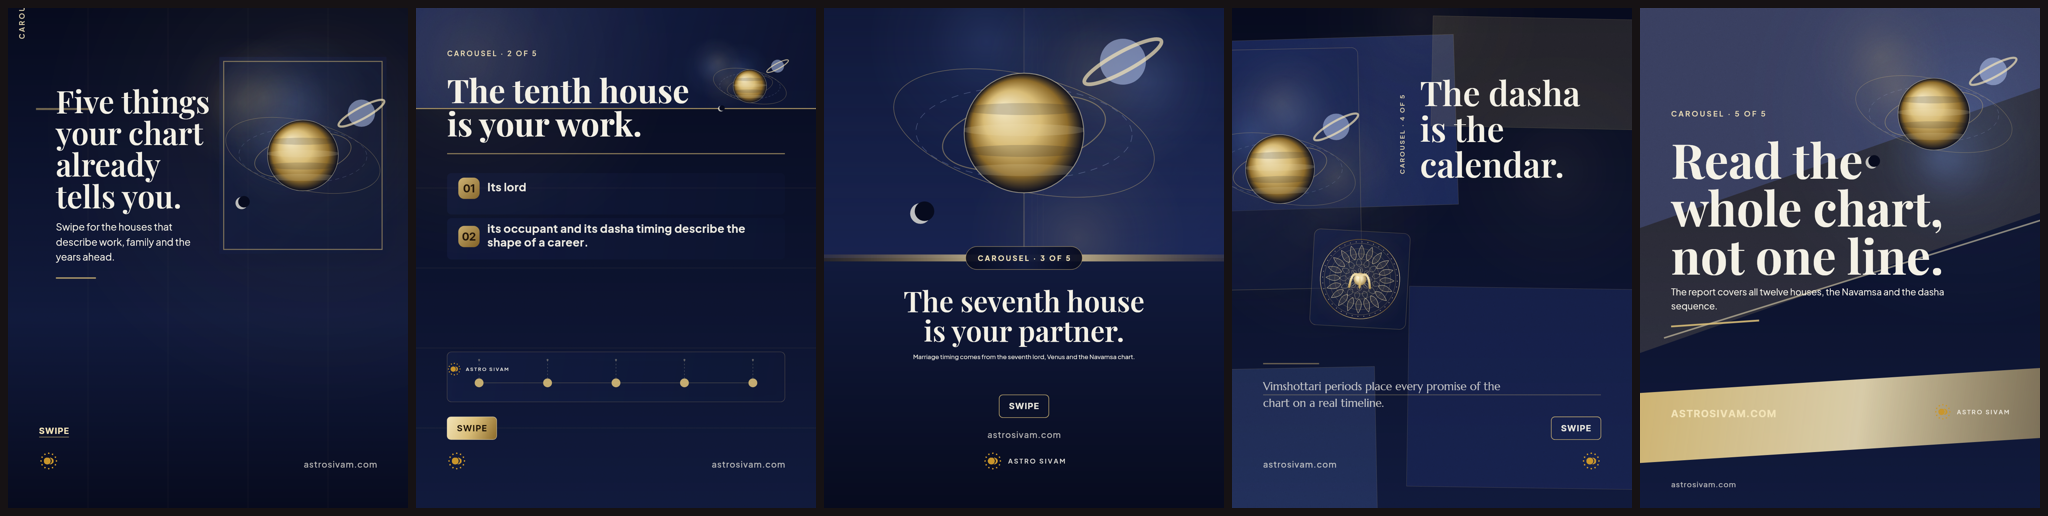 CAROU
Five things
your chart
already
tells you.
Swipe for the houses that
describe work, family and the
years ahead.
SWIPE
astrosivam.com
CAROUSEL · 2 OF 5
The tenth house
is your work.
01 Its lord
02 its occupant and its dasha timing describe the
shape of a career.
ASTRO SIVAM
SWIPE
astrosivam.com
CAROUSEL · 3 OF 5
The seventh house
is your partner.
Marriage timing comes from the seventh lord, Venus and the Navamsa chart.
SWIPE
astrosivam.com
ASTRO SIVAM
CAROUSEL · 4 OF 5
The dasha
is the
calendar.
Vimshottari periods place every promise of the
chart on a real timeline.
SWIPE
astrosivam.com
CAROUSEL · 5 OF 5
Read the
whole chart,
not one line.
The report covers all twelve houses, the Navamsa and the dasha
sequence.
ASTROSIVAM.COM
ASTRO SIVAM
astrosivam.com